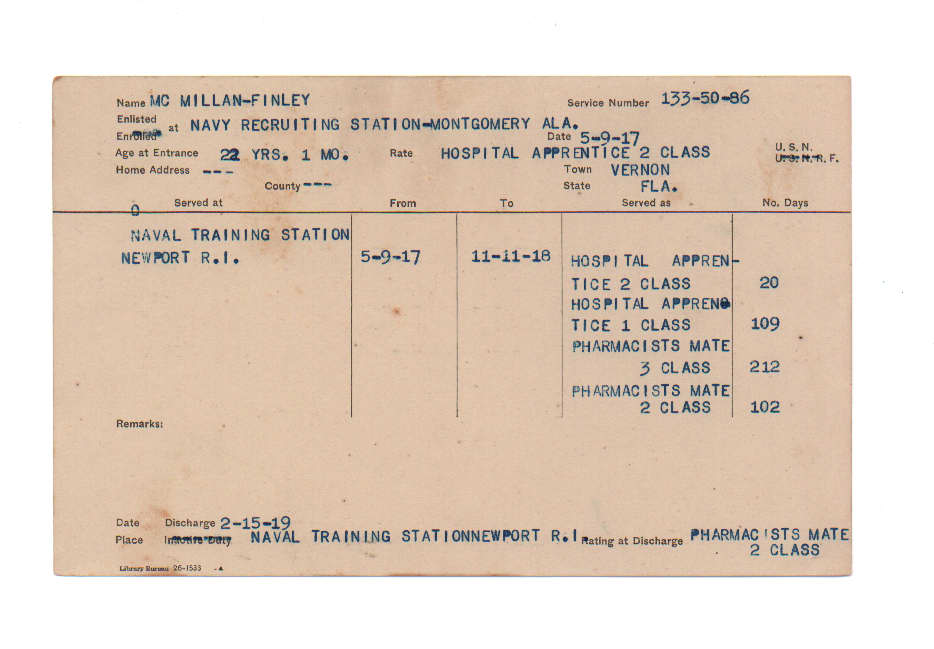 Name MC MILLAN-FINLEY Service Number 133-50-86
Enlisted
Enrolled at NAVY RECRUITING STATION-MONTGOMERY ALA.
Date 5-9-17
Age at Entrance 22 YRS. 1 MO. Rate HOSPITAL APPRENTICE 2 CLASS U. S. N.
U. S. N. R. F.
Home Address --- Town VERNON
County --- State FLA.
Served at From To Served as No. Days
NAVAL TRAINING STATION
NEWPORT R.I. 5-9-17 11-11-18 HOSPITAL APPREN-
TICE 2 CLASS 20
HOSPITAL APPREN
TICE 1 CLASS 109
PHARMACISTS MATE
3 CLASS 212
PHARMACISTS MATE
2 CLASS 102
Remarks:
Date Discharge 2-15-19
Place Inactive Duty NAVAL TRAINING STATIONNEWPORT R.I. Rating at Discharge PHARMACISTS MATE
2 CLASS
Library Bureau 26-1533